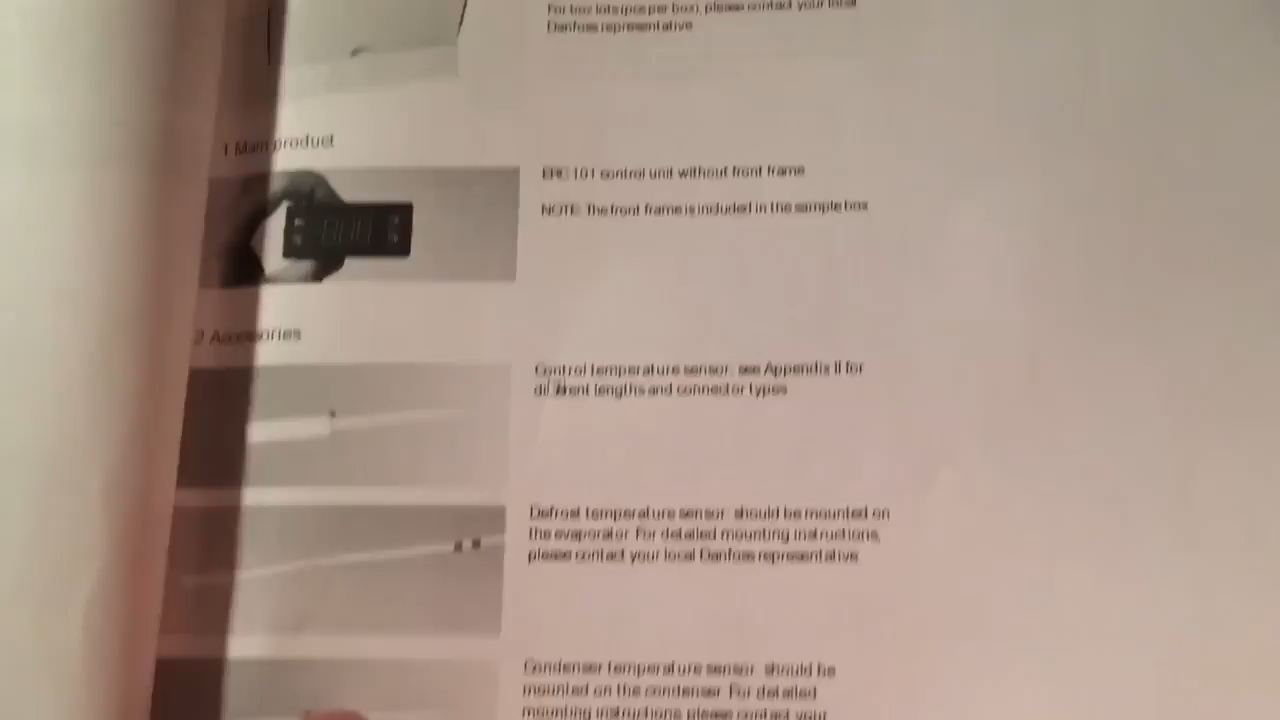 For box lots (pcs per box), please contact your local
Danfoss representative
1 Main product
ERC 101 control unit without front frame
NOTE: The front frame is included in the sample box
2 Accessories
Control temperature sensor: see Appendix II for
different lengths and connector types
Defrost temperature sensor: should be mounted on
the evaporator. For detailed mounting instructions,
please contact your local Danfoss representative
Condenser temperature sensor: should be
mounted on the condenser. For detailed
mounting instructions, please contact your